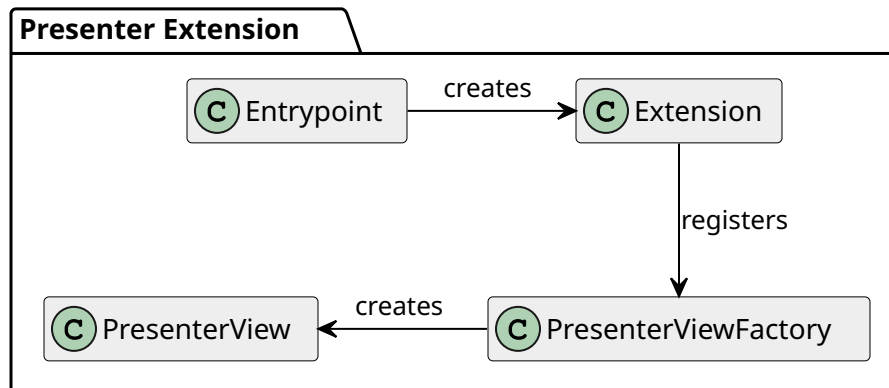 Presenter Extension
creates
C Entrypoint
C Extension
registers
creates
C PresenterView
C PresenterViewFactory